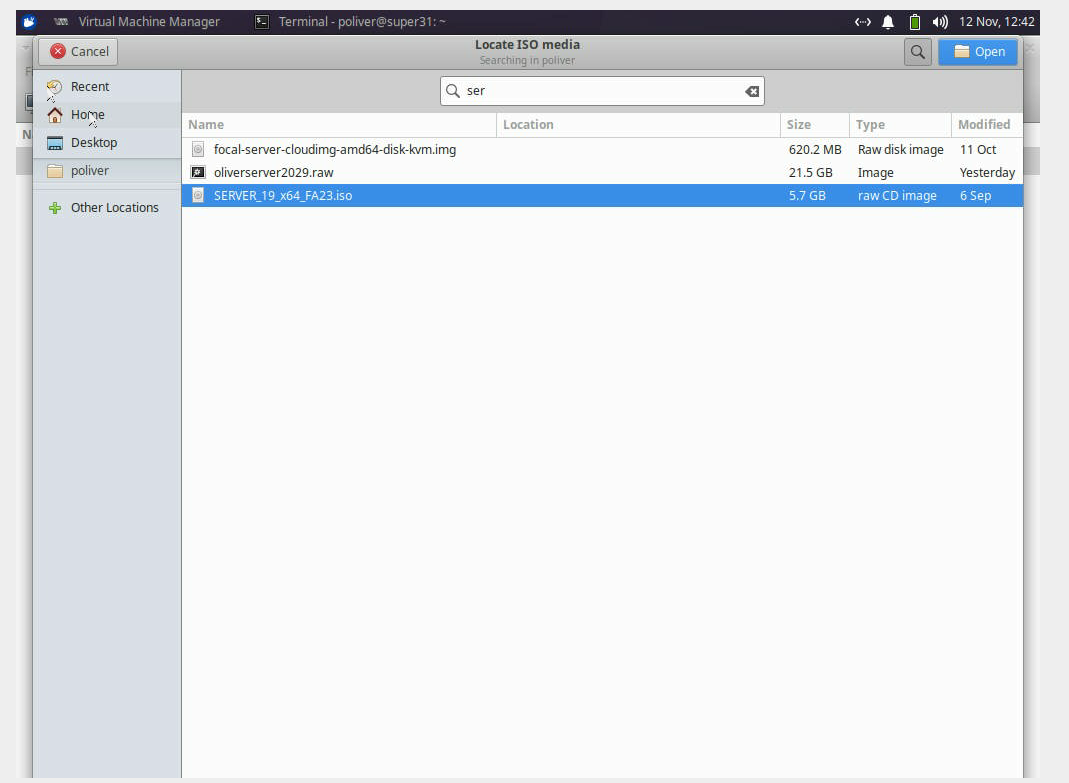 Virtual Machine Manager Terminal - poliver@super31: ~ 12 Nov, 12:42
Cancel Locate ISO media Open
Searching in poliver
Recent
Home
Desktop
poliver
Other Locations
ser
Name Location Size Type Modified
focal-server-cloudimg-amd64-disk-kvm.img 620.2 MB Raw disk image 11 Oct
oliverserver2029.raw 21.5 GB Image Yesterday
SERVER_19_x64_FA23.iso 5.7 GB raw CD image 6 Sep